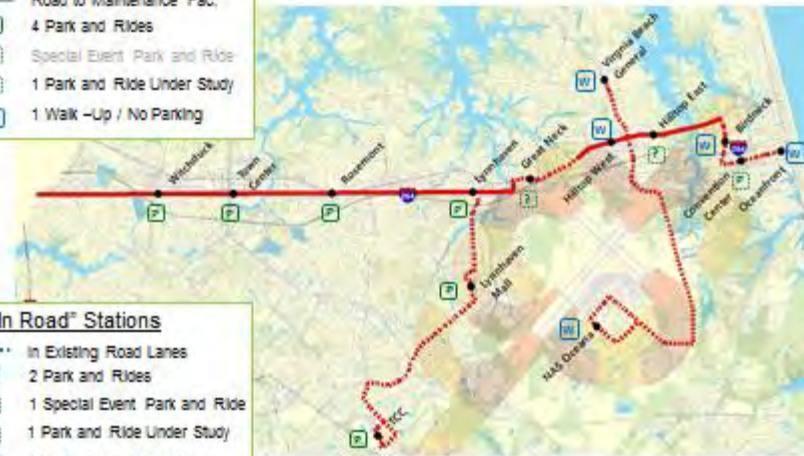 Road to Maintenance Fac.
4 Park and Rides
Special Event Park and Ride
1 Park and Ride Under Study
1 Walk –Up / No Parking
Virginia Beach
General
Witchduck
Town
Center
Rosemont
Lynnhaven
Great Neck
Hilltop West
Hilltop East
Birdneck
Convention
Center
Oceanfront
264
264
P
P
P
P
?
?
W
W
W
W
P
Lynnhaven
Mall
P
NAS Oceana
W
TCC
P
In Road" Stations
In Existing Road Lanes
2 Park and Rides
1 Special Event Park and Ride
1 Park and Ride Under Study